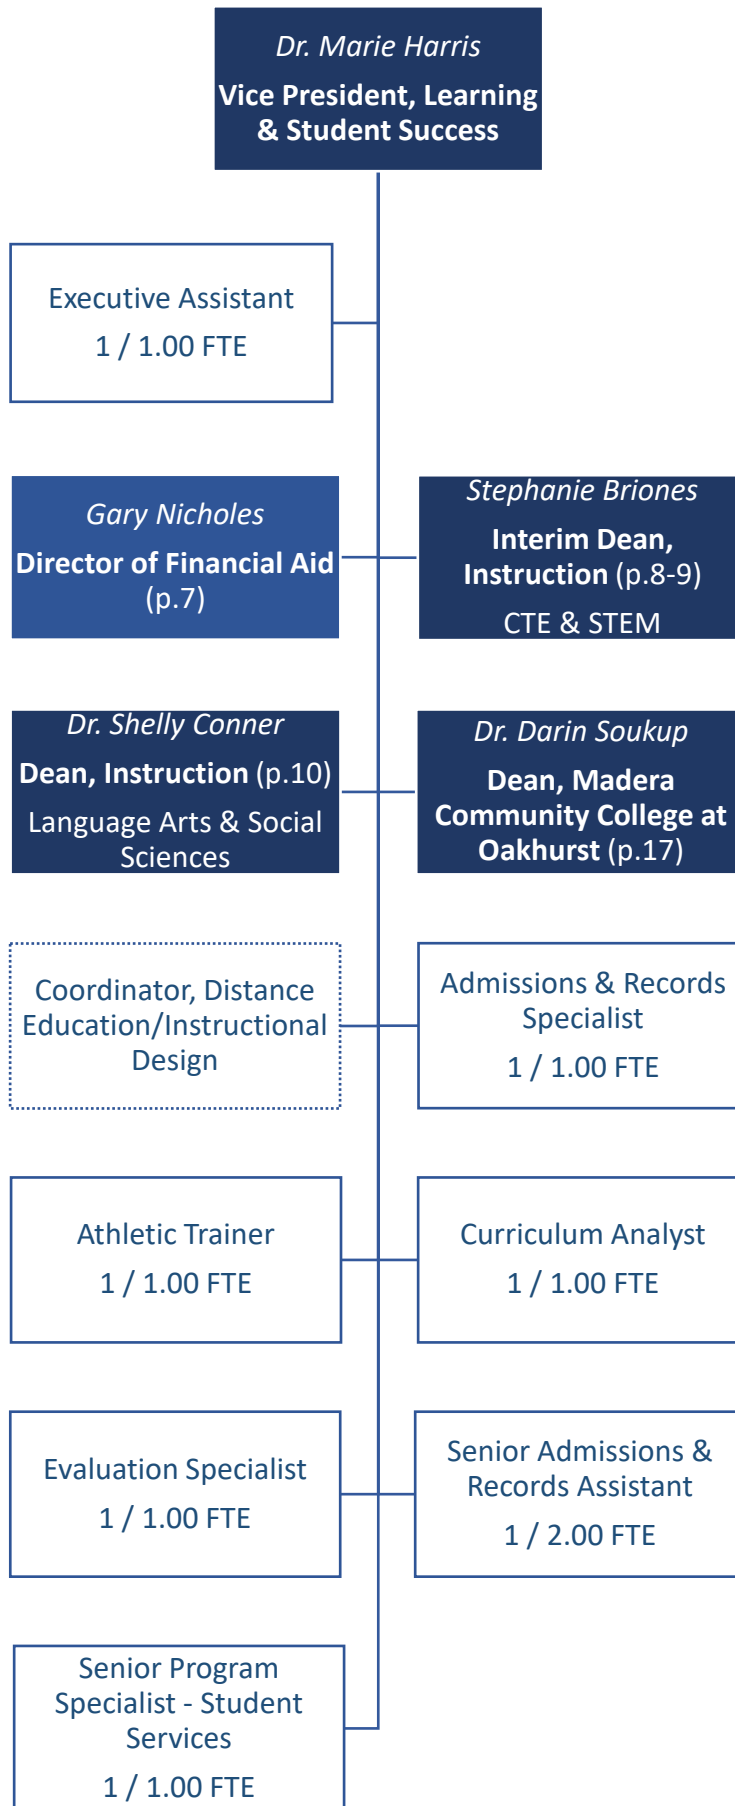 Dr. Marie Harris
Vice President, Learning
& Student Success
Executive Assistant
1 / 1.00 FTE
Gary Nicholes
Director of Financial Aid
(p.7)
Stephanie Briones
Interim Dean,
Instruction (p.8-9)
CTE & STEM
Dr. Shelly Conner
Dean, Instruction (p.10)
Language Arts & Social
Sciences
Dr. Darin Soukup
Dean, Madera
Community College at
Oakhurst (p.17)
Coordinator, Distance
Education/Instructional
Design
Admissions & Records
Specialist
1 / 1.00 FTE
Athletic Trainer
1 / 1.00 FTE
Curriculum Analyst
1 / 1.00 FTE
Evaluation Specialist
1 / 1.00 FTE
Senior Admissions &
Records Assistant
1 / 2.00 FTE
Senior Program
Specialist - Student
Services
1 / 1.00 FTE